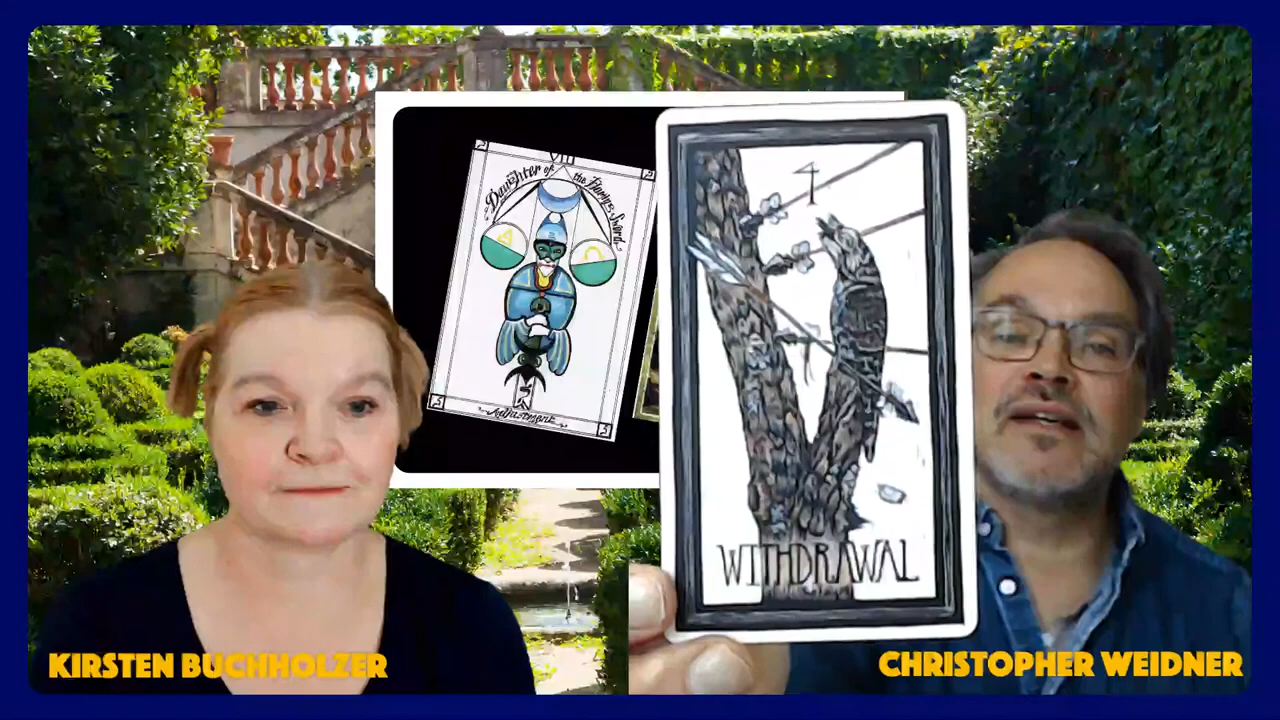 VIII
Daughter of the Flaming Sword
Adjustment
4
WITHDRAWAL
KIRSTEN BUCHHOLZER
CHRISTOPHER WEIDNER